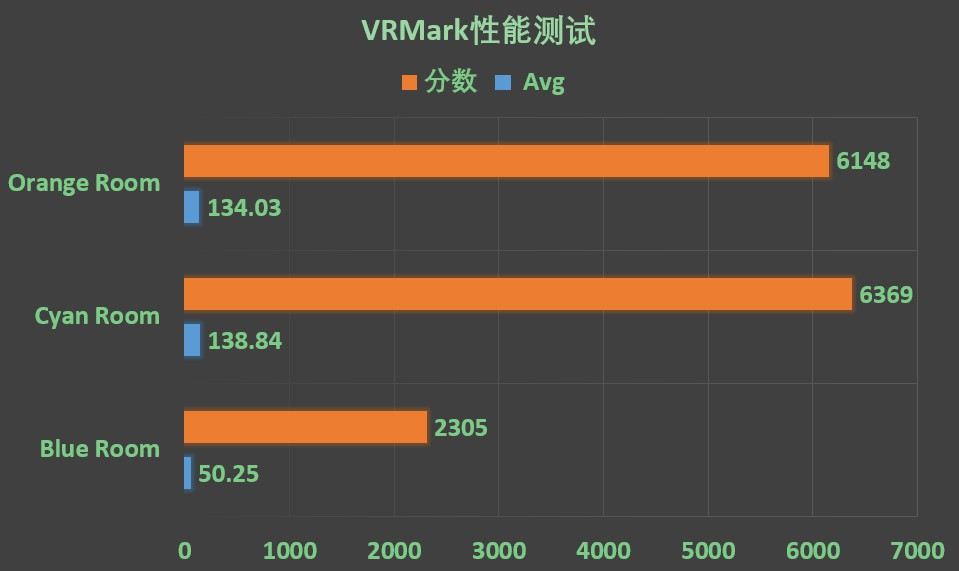 VRMark性能测试
分数 Avg
Orange Room
6148
134.03
Cyan Room
6369
138.84
Blue Room
2305
50.25
0 1000 2000 3000 4000 5000 6000 7000